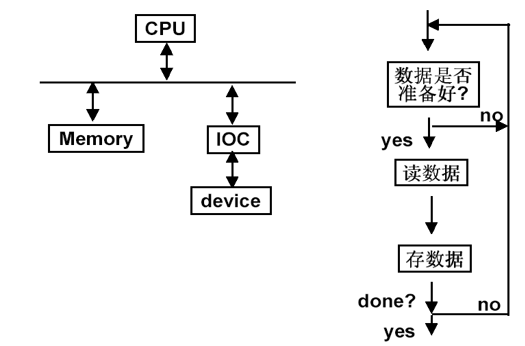 CPU
Memory
IOC
device
数据是否
准备好?
no
yes
读数据
存数据
done?
no
yes